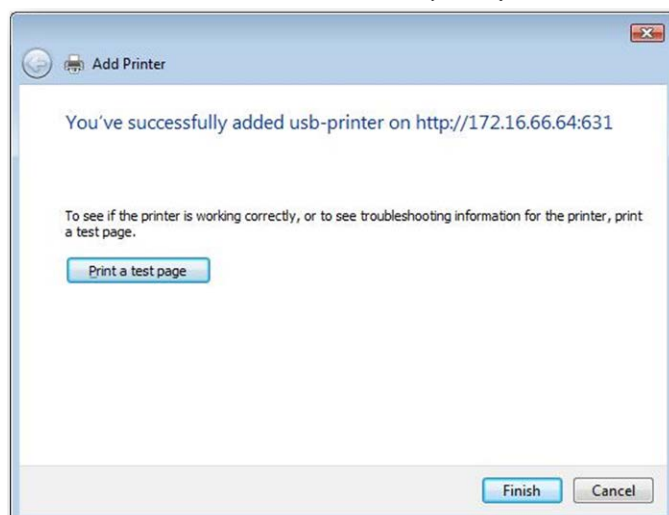 Add Printer
You've successfully added usb-printer on http://172.16.66.64:631
To see if the printer is working correctly, or to see troubleshooting information for the printer, print
a test page.
Print a test page
Finish Cancel